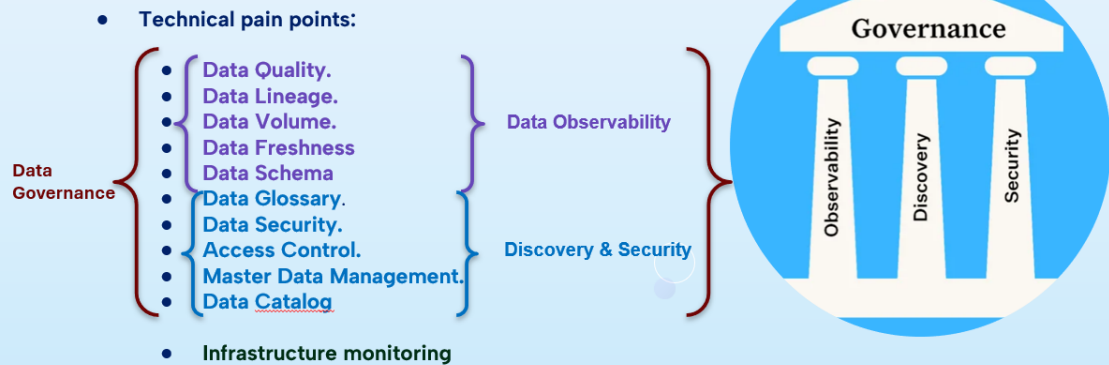 Technical pain points:
Data Quality.
Data Lineage.
Data Volume.
Data Freshness
Data Schema
Data Glossary.
Data Security.
Access Control.
Master Data Management.
Data Catalog
Infrastructure monitoring
Data
Governance
Data Observability
Discovery & Security
Governance
Observability
Discovery
Security